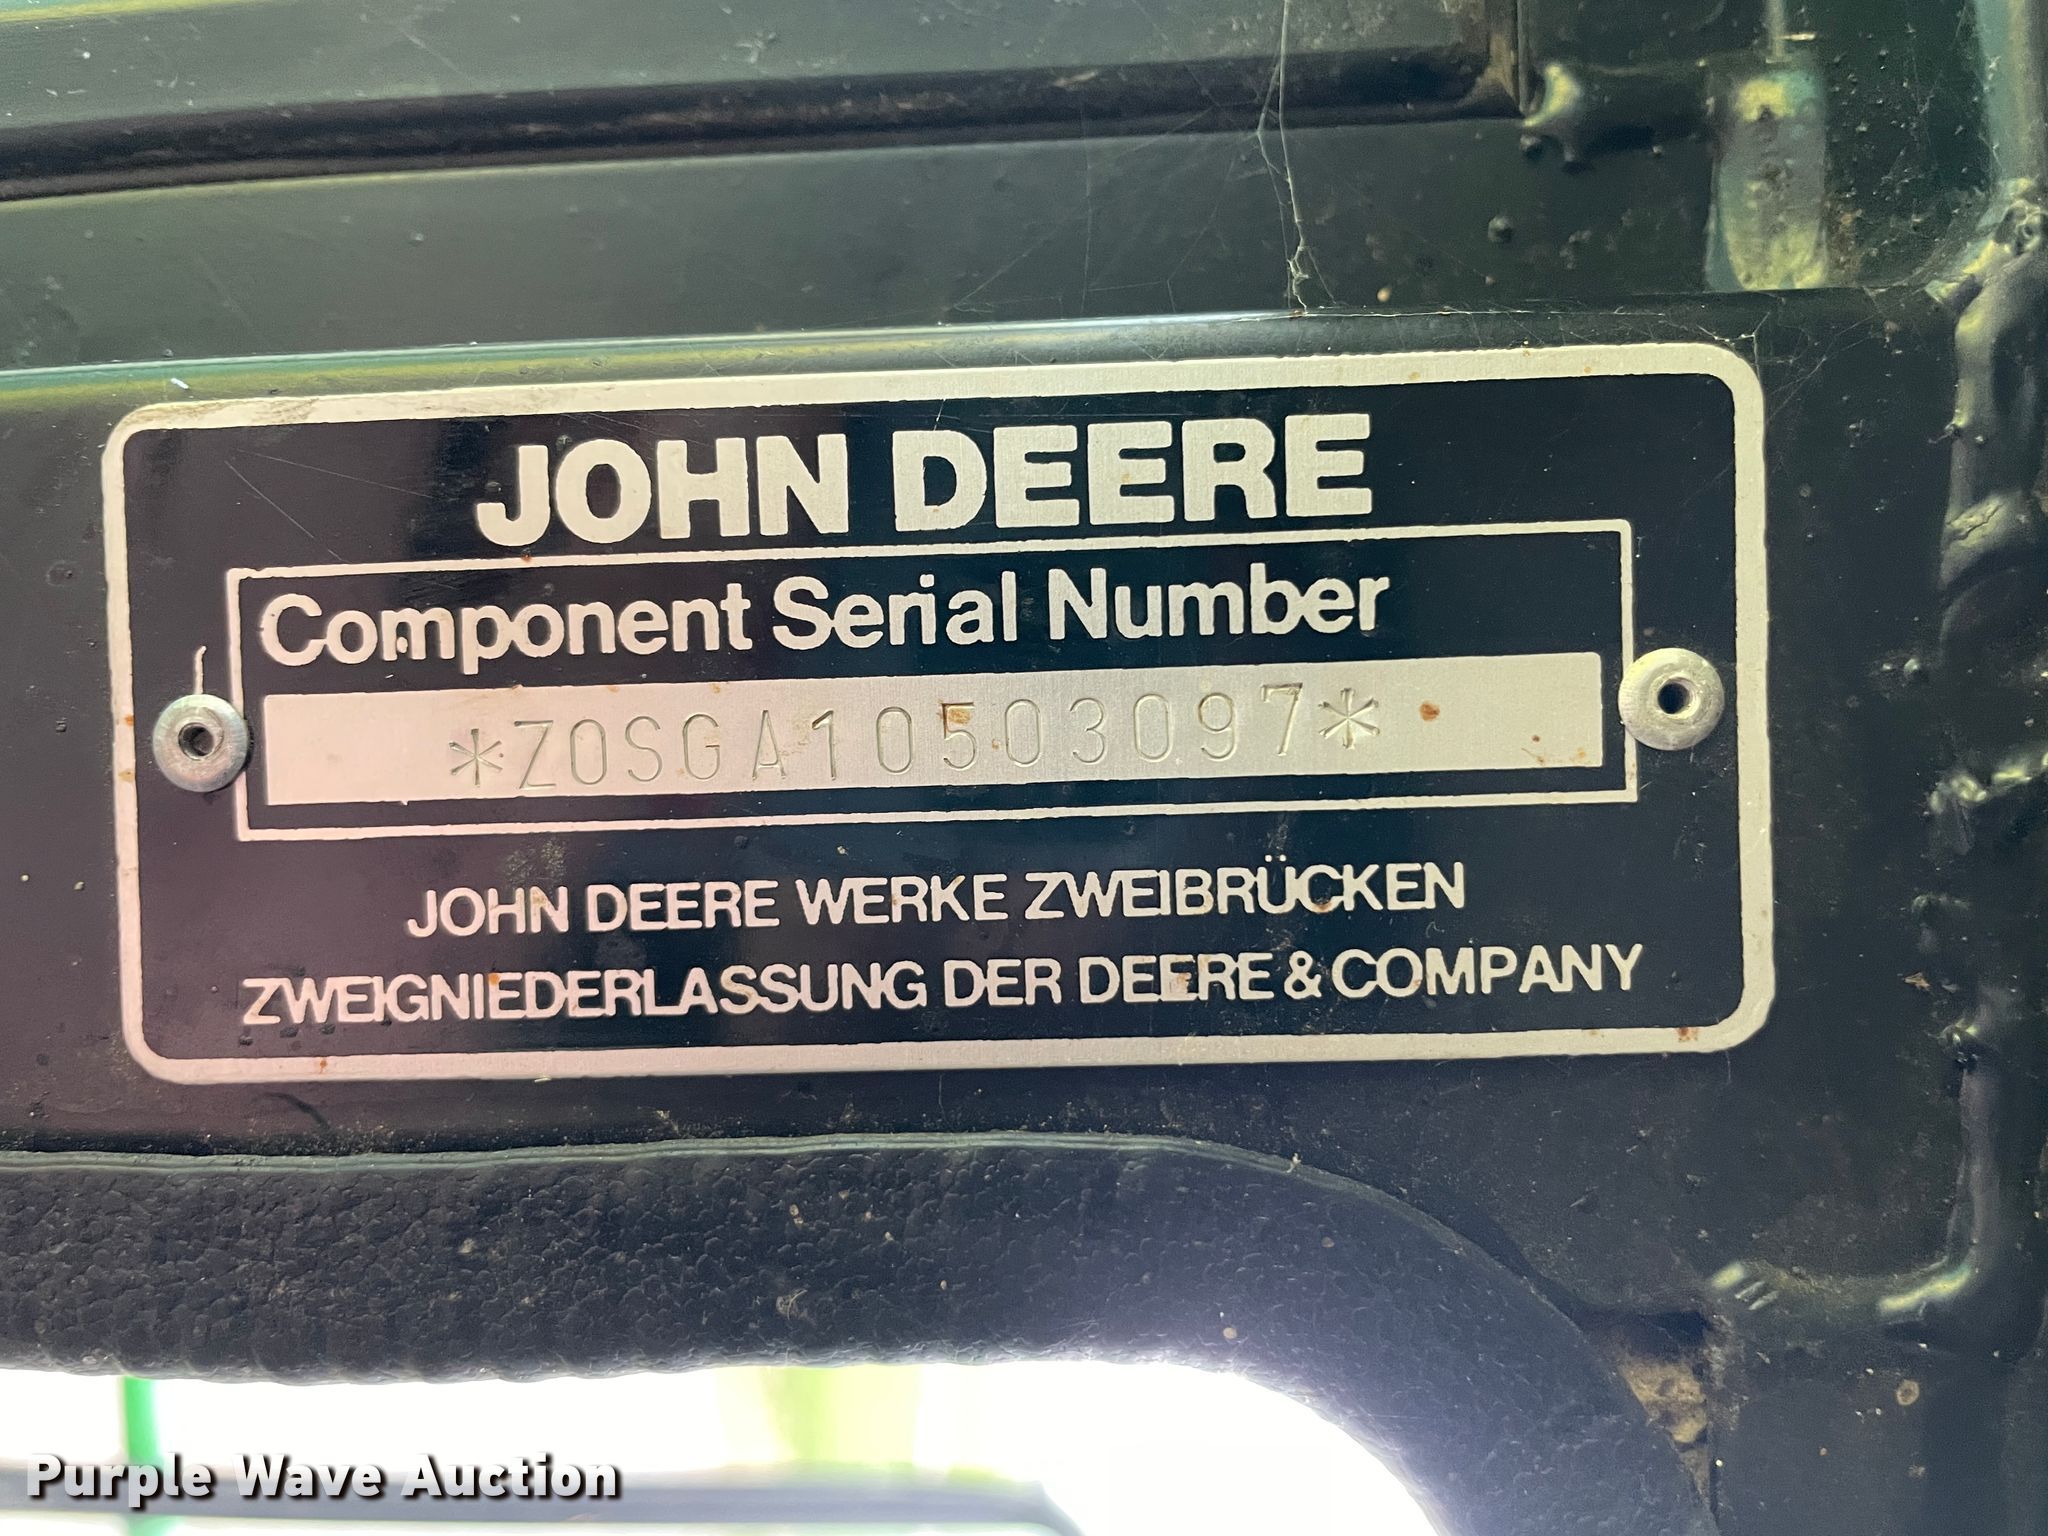 JOHN DEERE
Component Serial Number
*Z0SGA10503097*
JOHN DEERE WERKE ZWEIBRÜCKEN
ZWEIGNIEDERLASSUNG DER DEERE & COMPANY
Purple Wave Auction